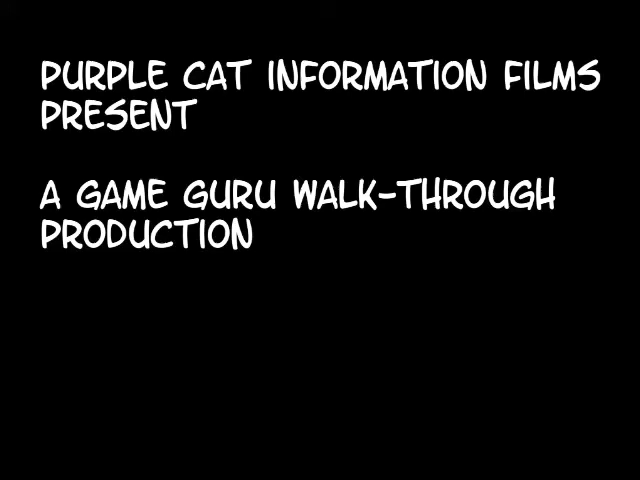 PURPLE CAT INFORMATION FILMS
PRESENT
A GAME GURU WALK-THROUGH
PRODUCTION